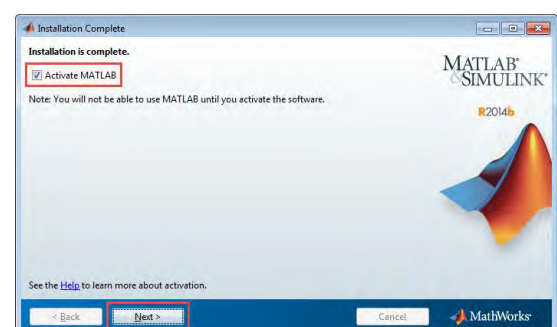 Installation Complete
Installation is complete.
Activate MATLAB
Note: You will not be able to use MATLAB until you activate the software.
MATLAB®
&SIMULINK®
R2014b
See the Help to learn more about activation.
< Back
Next >
Cancel
MathWorks®